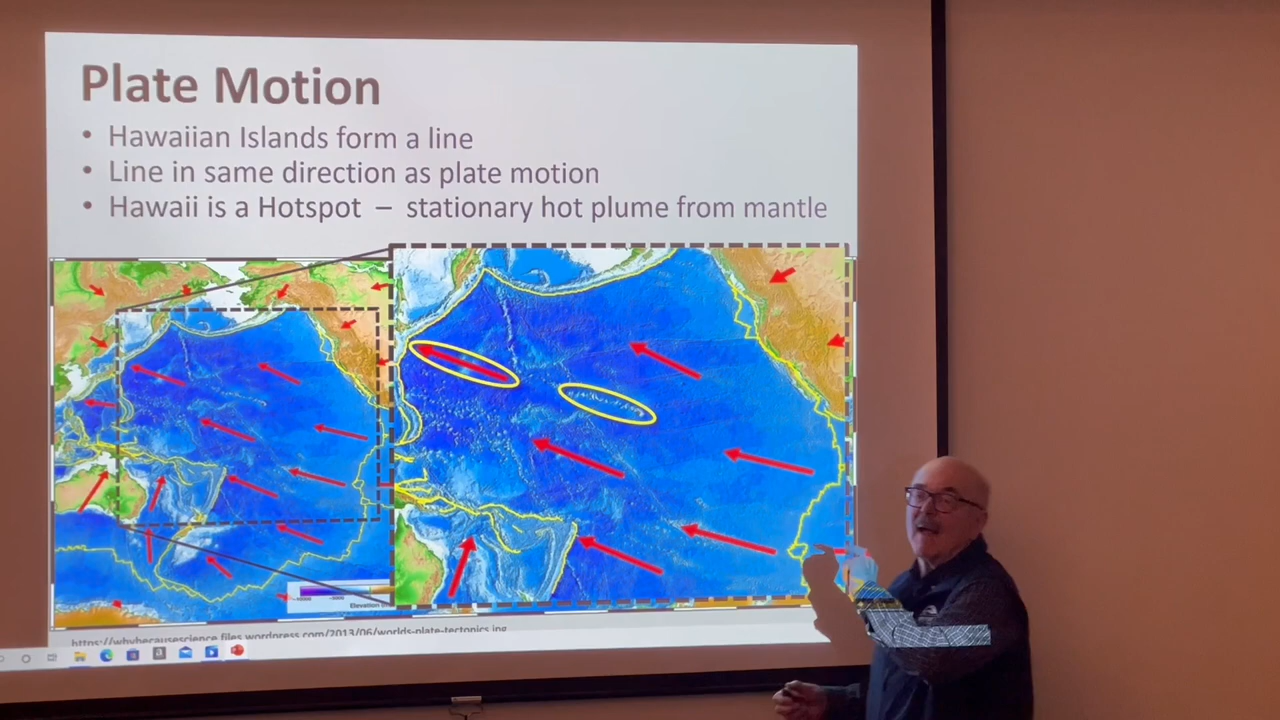 Plate Motion
• Hawaiian Islands form a line
• Line in same direction as plate motion
• Hawaii is a Hotspot – stationary hot plume from mantle
Elevation
https://whybecausescience.files.wordpress.com/2013/06/worlds-plate-tectonics.jpg